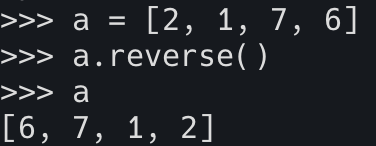 >>> a = [2, 1, 7, 6]
>>> a.reverse()
>>> a
[6, 7, 1, 2]